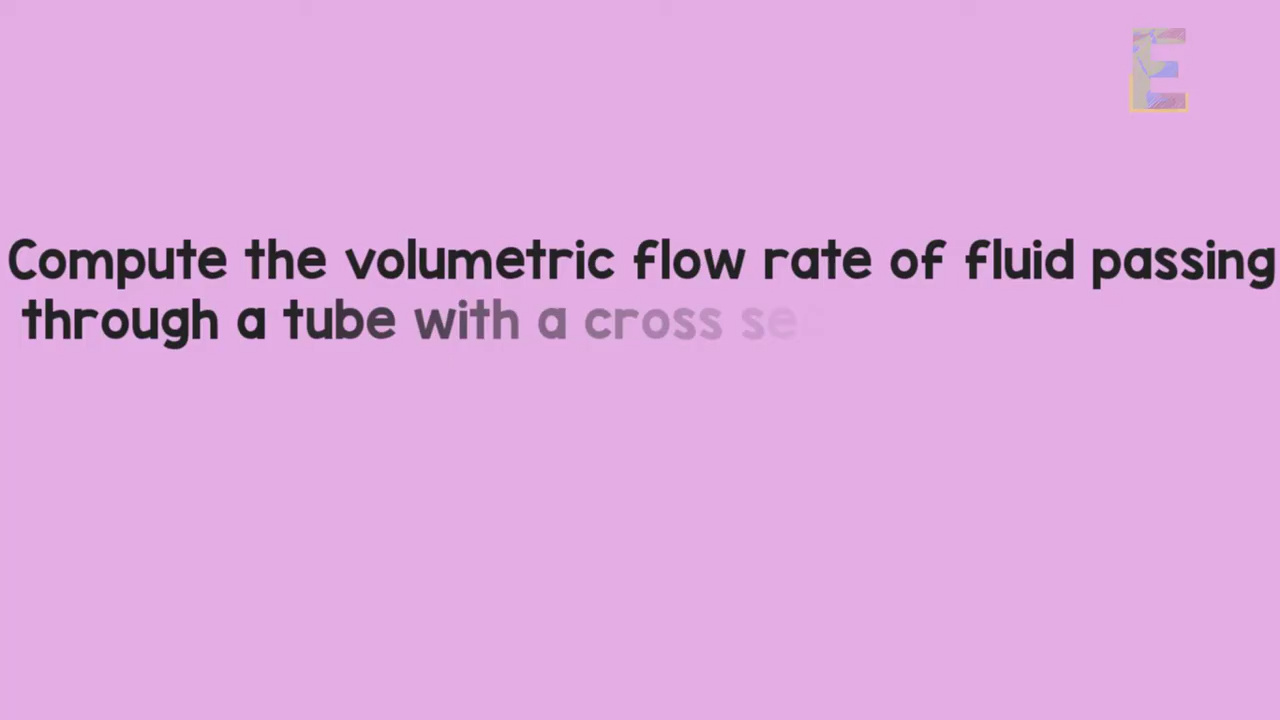 E
Compute the volumetric flow rate of fluid passing
through a tube with a cross